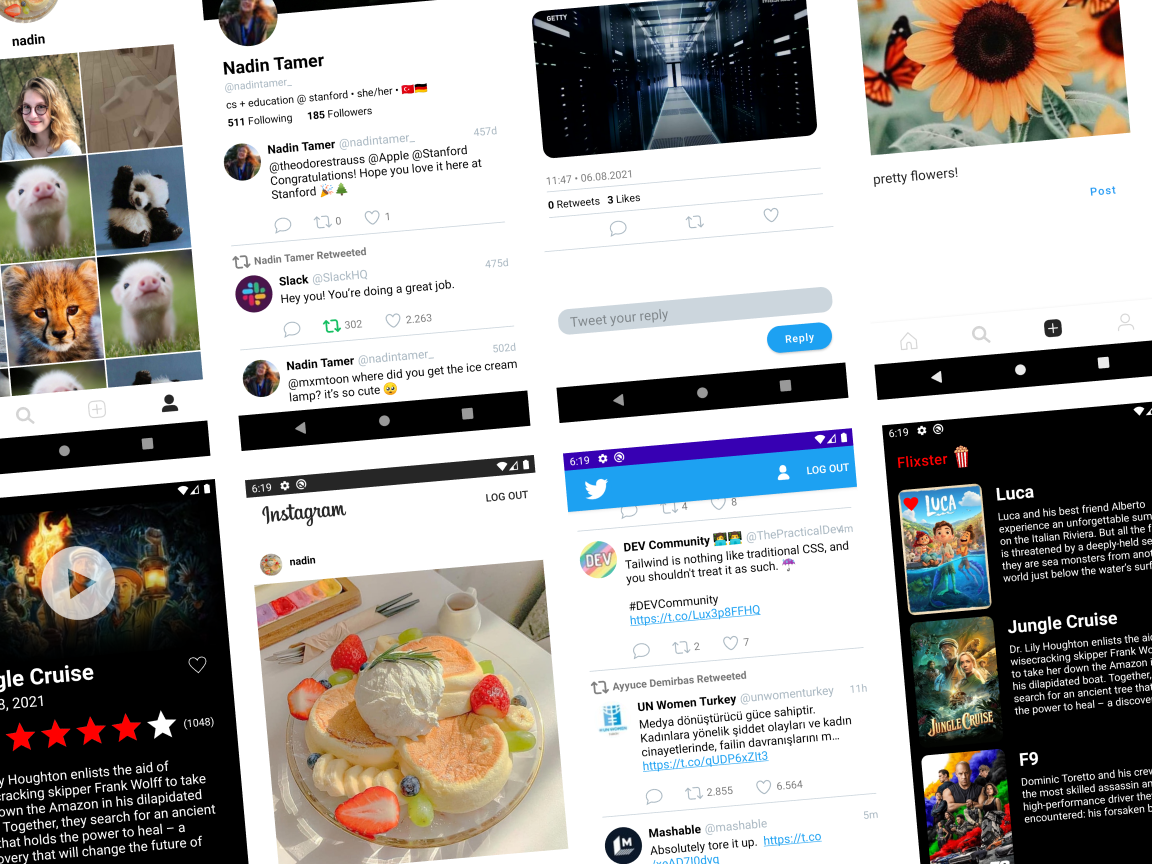 nadin
Nadin Tamer
@nadintamer_
cs + education @ stanford • she/her • 🇹🇷🇩🇪
511 Following 185 Followers
Nadin Tamer @nadintamer_ 457d
@theodorestrauss @Apple @Stanford
Congratulations! Hope you love it here at
Stanford 🎉🌲
0 1
Nadin Tamer Retweeted
Slack @SlackHQ 475d
Hey you! You're doing a great job.
302 2.263
Nadin Tamer @nadintamer_ 502d
@mxmtoon where did you get the ice cream
lamp? it's so cute 🥺
GETTY
11:47 • 06.08.2021
0 Retweets 3 Likes
Tweet your reply
Reply
pretty flowers!
Post
gle Cruise
8, 2021
(1048)
y Houghton enlists the aid of
cracking skipper Frank Wolff to take
own the Amazon in his dilapidated
Together, they search for an ancient
that holds the power to heal – a
overy that will change the future of
6:19
Instagram
LOG OUT
nadin
6:19
LOG OUT
4 8
DEV Community 👩‍💻👨‍💻 @ThePracticalDev 4m
DEV
Tailwind is nothing like traditional CSS, and
you shouldn't treat it as such. ☂️
#DEVCommunity
https://t.co/Lux3p8FFHQ
2 7
Ayyuce Demirbas Retweeted
UN Women Turkey @unwomenturkey 11h
Medya dönüştürücü güce sahiptir.
Kadınlara yönelik şiddet olayları ve kadın
cinayetlerinde, failin davranışlarını m...
https://t.co/qUDP6xZlt3
2.855 6.564
Mashable @mashable 5m
Absolutely tore it up. https://t.co
/xeAD7l0dvg
6:19
Flixster 🍿
LUCA
Luca
Luca and his best friend Alberto
experience an unforgettable sum
on the Italian Riviera. But all the f
is threatened by a deeply-held se
they are sea monsters from anot
world just below the water's surf
JUNGLE CRUISE
Jungle Cruise
Dr. Lily Houghton enlists the aid
wisecracking skipper Frank Wo
to take her down the Amazon i
his dilapidated boat. Together,
search for an ancient tree that
the power to heal – a discover
F9
Dominic Toretto and his crew
the most skilled assassin an
high-performance driver the
encountered: his forsaken b